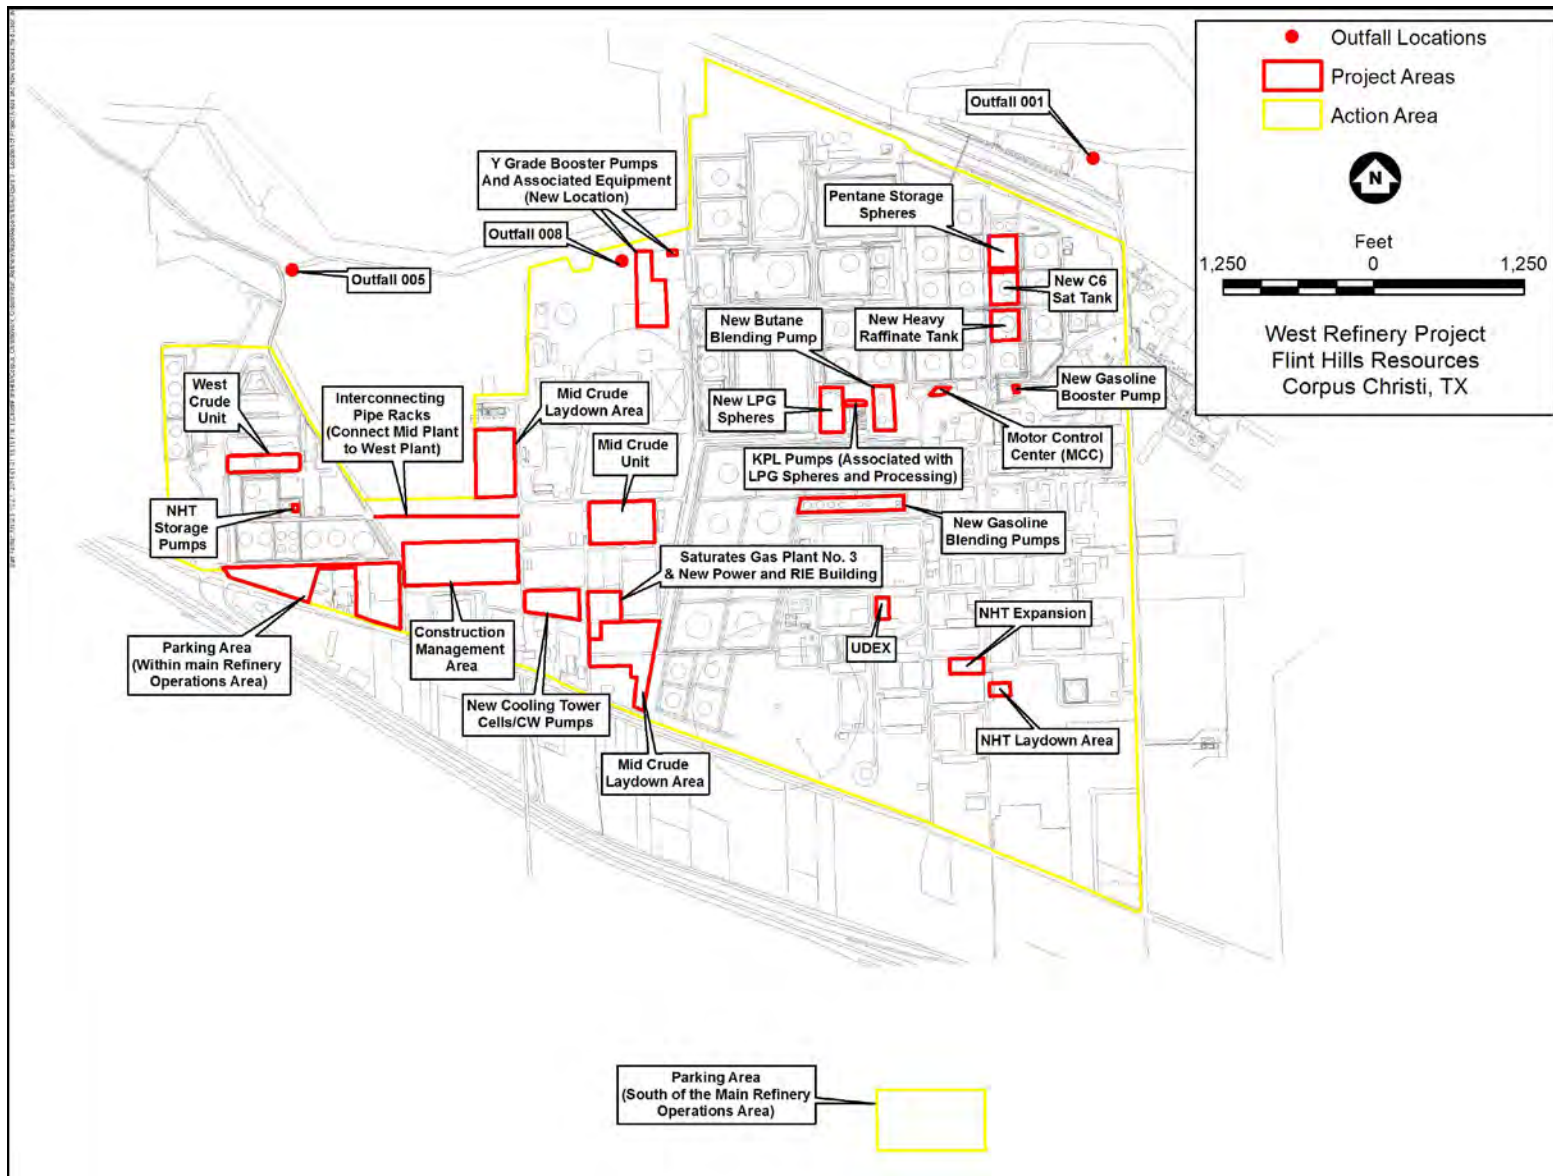 Outfall Locations
Project Areas
Action Area
N
Feet
1,250 0 1,250
West Refinery Project
Flint Hills Resources
Corpus Christi, TX
Outfall 001
Y Grade Booster Pumps
And Associated Equipment
(New Location)
Pentane Storage
Spheres
Outfall 008
Outfall 005
New C6
Sat Tank
New Butane
Blending Pump
New Heavy
Raffinate Tank
West
Crude
Unit
Interconnecting
Pipe Racks
(Connect Mid Plant
to West Plant)
Mid Crude
Laydown Area
New LPG
Spheres
New Gasoline
Booster Pump
Mid Crude
Unit
KPL Pumps (Associated with
LPG Spheres and Processing)
Motor Control
Center (MCC)
NHT
Storage
Pumps
New Gasoline
Blending Pumps
Saturates Gas Plant No. 3
& New Power and RIE Building
NHT Expansion
Parking Area
(Within main Refinery
Operations Area)
Construction
Management
Area
UDEX
New Cooling Tower
Cells/CW Pumps
NHT Laydown Area
Mid Crude
Laydown Area
Parking Area
(South of the Main Refinery
Operations Area)